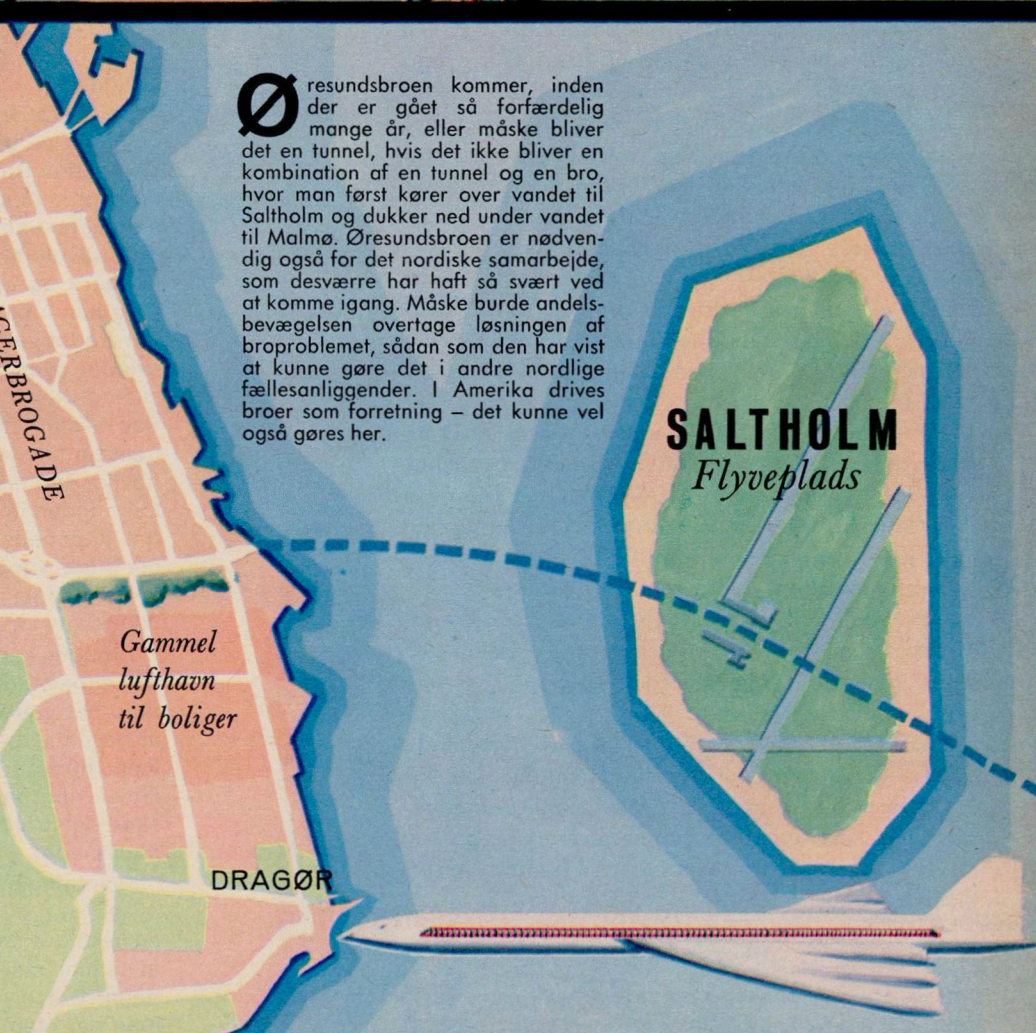 Øresundsbroen kommer, inden
der er gået så forfærdelig
mange år, eller måske bliver
det en tunnel, hvis det ikke bliver en
kombination af en tunnel og en bro,
hvor man først kører over vandet til
Saltholm og dukker ned under vandet
til Malmø. Øresundsbroen er nødven-
dig også for det nordiske samarbejde,
som desværre har haft så svært ved
at komme igang. Måske burde andels-
bevægelsen overtage løsningen af
broproblemet, sådan som den har vist
at kunne gøre det i andre nordlige
fællesanliggender. I Amerika drives
broer som forretning – det kunne vel
også gøres her.
SALTHOLM
Flyveplads
Gammel
lufthavn
til boliger
DRAGØR